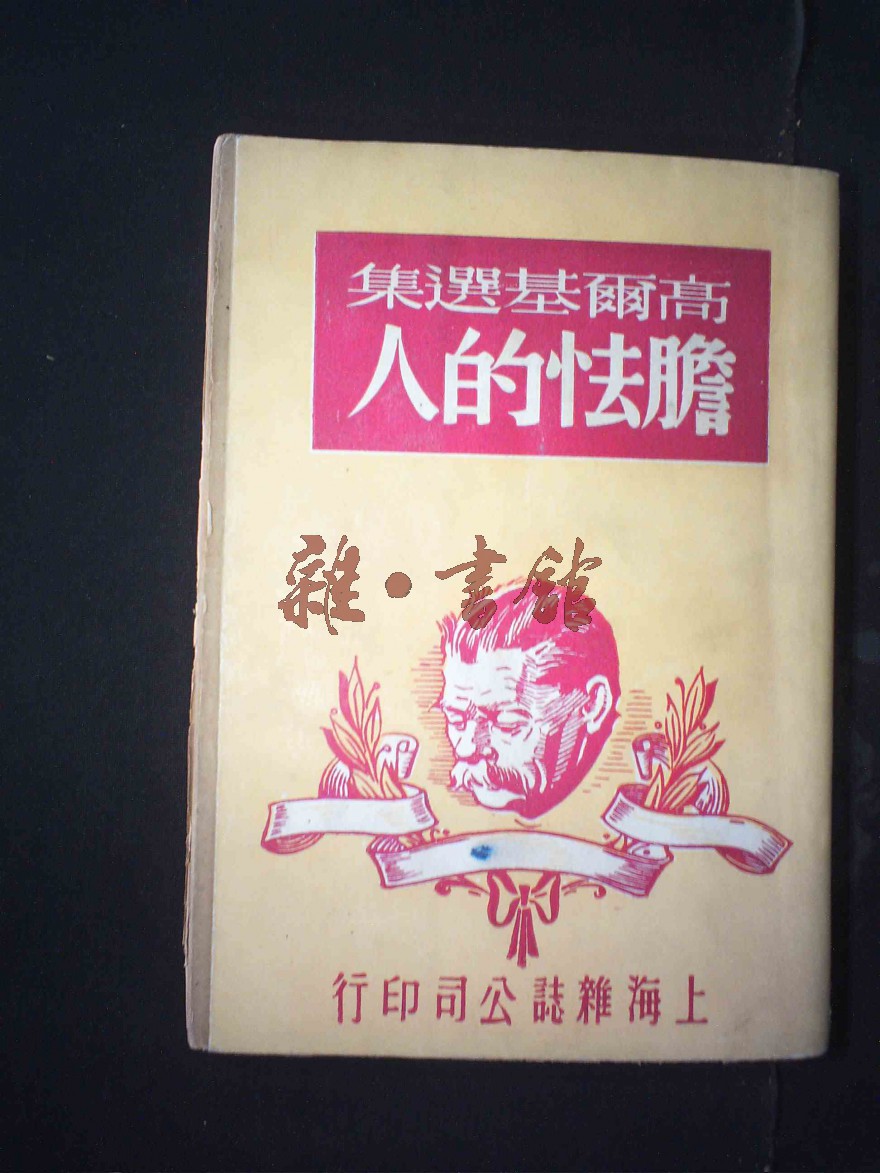 高爾基選集
膽怯的人
雜·書館
上海雜誌公司印行